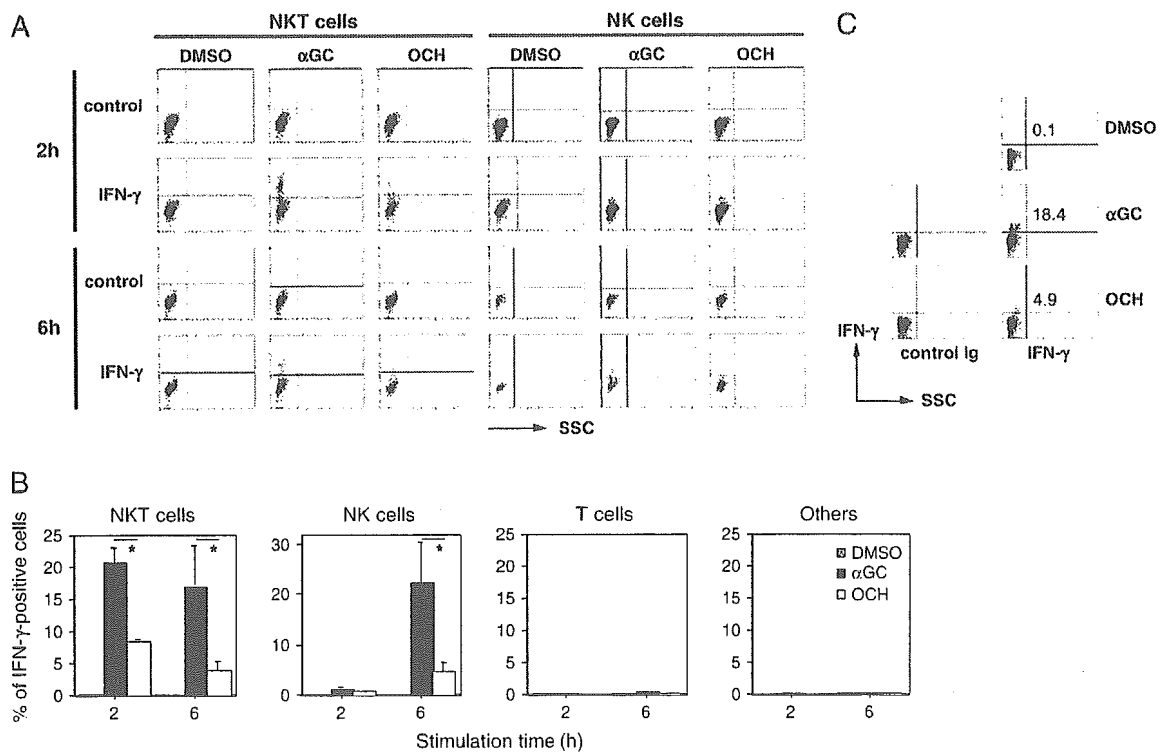 A
NKT cells
NK cells
DMSO
αGC
OCH
DMSO
αGC
OCH
2h
control
IFN-γ
6h
control
IFN-γ
SSC
C
0.1
DMSO
18.4
αGC
4.9
OCH
IFN-γ
control Ig
IFN-γ
SSC
B
% of IFN-γ-positive cells
NKT cells
25
20
15
10
5
0
*
*
2
6
NK cells
30
20
10
0
*
2
6
T cells
25
20
15
10
5
0
2
6
Others
25
20
15
10
5
0
DMSO
αGC
OCH
2
6
Stimulation time (h)